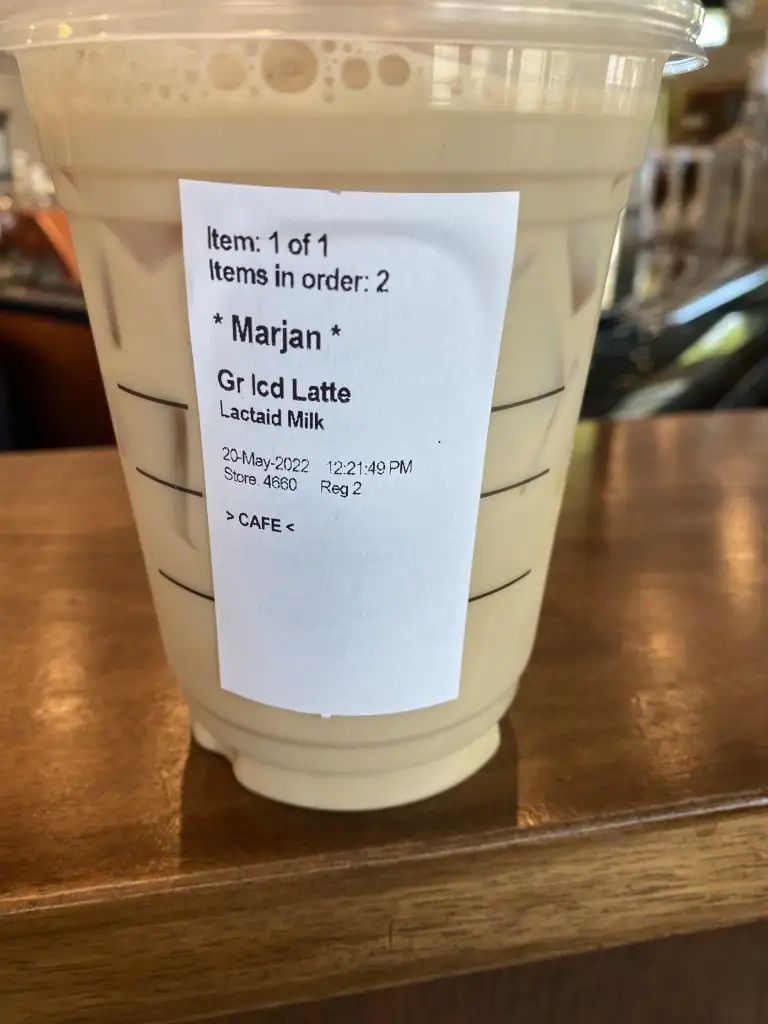 Item: 1 of 1
Items in order: 2
* Marjan *
Gr Icd Latte
Lactaid Milk
20-May-2022 12:21:49 PM
Store. 4660 Reg 2
> CAFE <